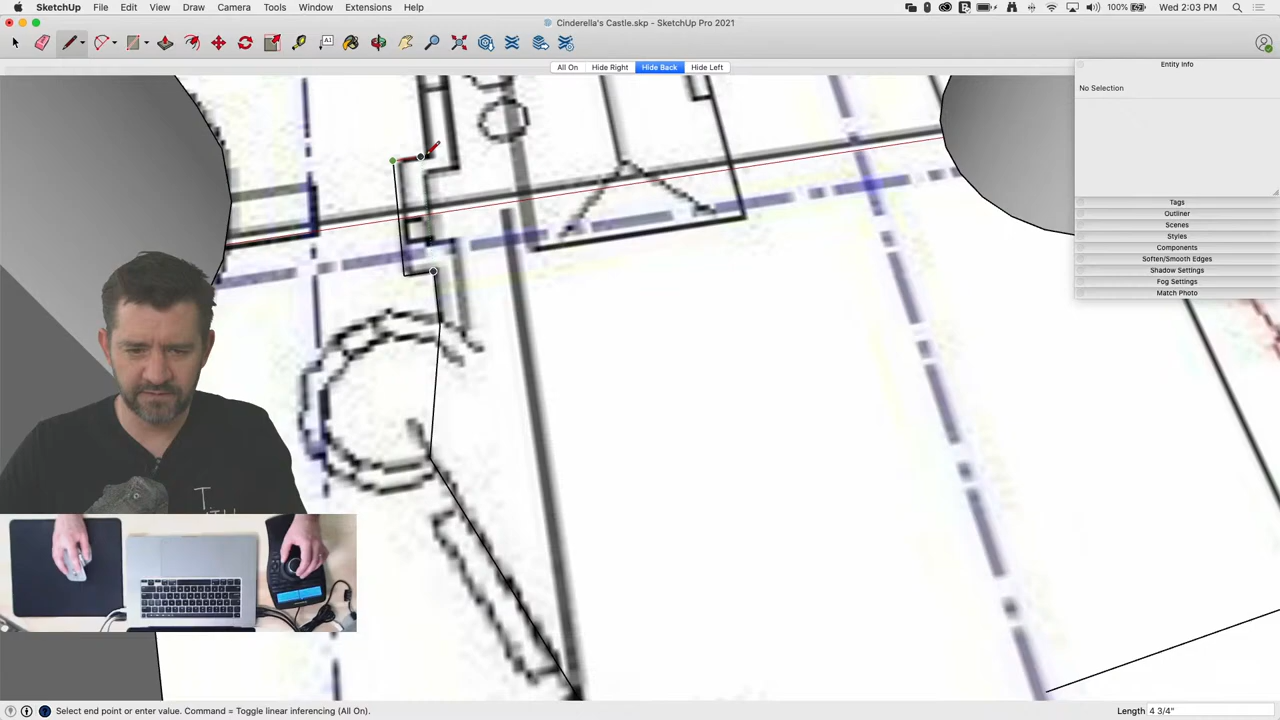 SketchUp File Edit View Draw Camera Tools Window Extensions Help 100% Wed 2:03 PM
Cinderella's Castle.skp - SketchUp Pro 2021
All On Hide Right Hide Back Hide Left
Entity Info
No Selection
Tags
Outliner
Scenes
Styles
Components
Soften/Smooth Edges
Shadow Settings
Fog Settings
Match Photo
Select end point or enter value. Command = Toggle linear inferencing (All On).
Length 4 3/4"